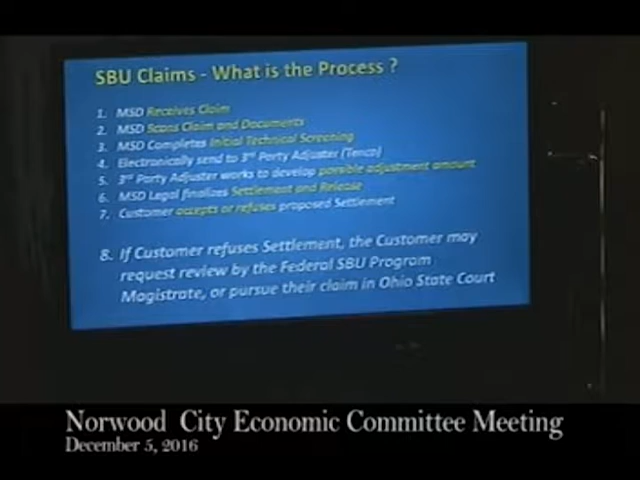 SBU Claims - What is the Process ?
1. MSD Receives Claim
2. MSD Scans Claim and Documents
3. MSD Completes Initial Technical Screening
4. Electronically send to 3rd Party Adjuster (Tenco)
5. 3rd Party Adjuster works to develop possible adjustment amount
6. MSD Legal finalizes Settlement and Release
7. Customer accepts or refuses proposed Settlement
8. If Customer refuses Settlement, the Customer may
request review by the Federal SBU Program
Magistrate, or pursue their claim in Ohio State Court
Norwood City Economic Committee Meeting
December 5, 2016